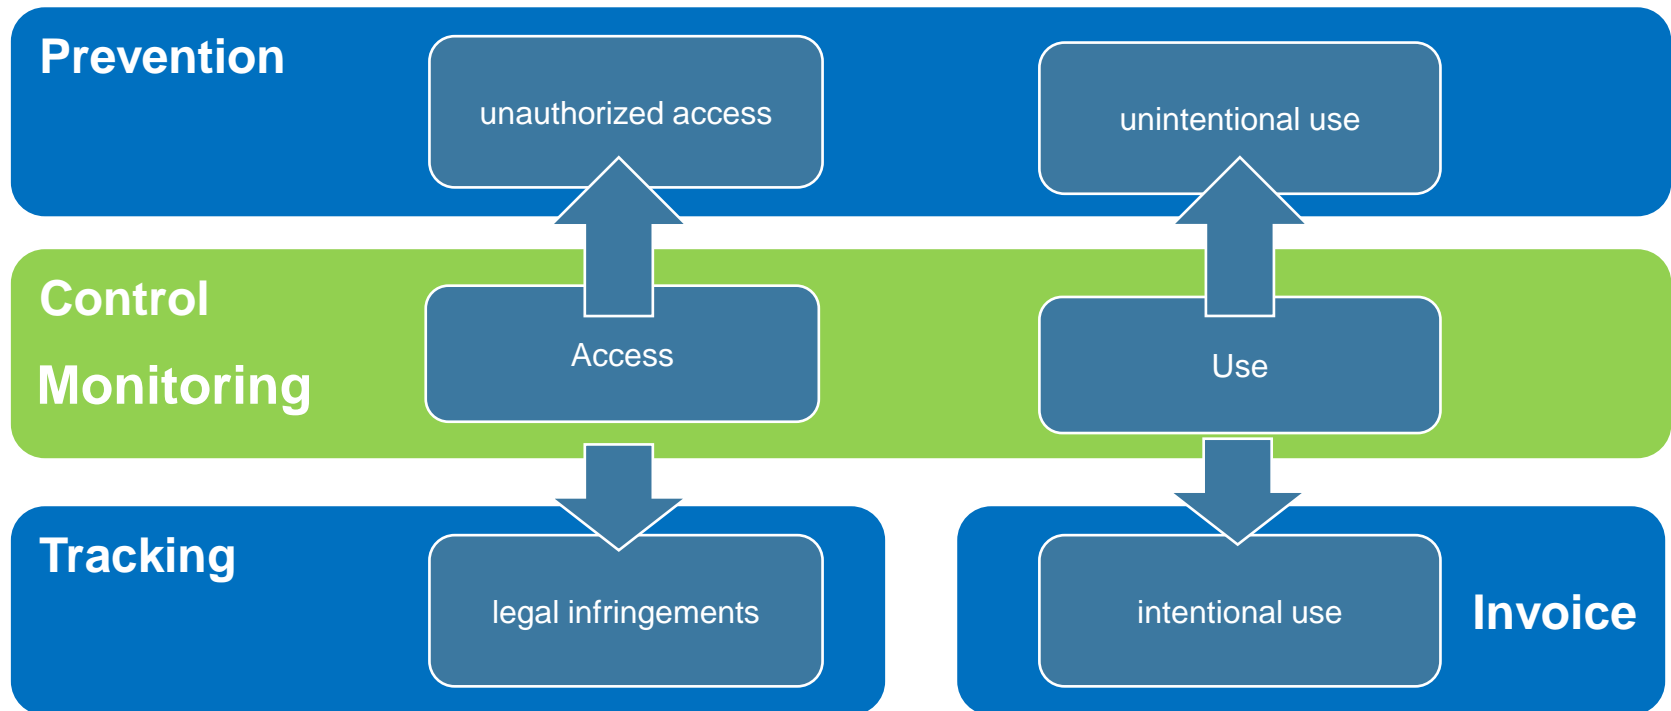 Prevention
unauthorized access
unintentional use
Control
Monitoring
Access
Use
Tracking
legal infringements
intentional use
Invoice